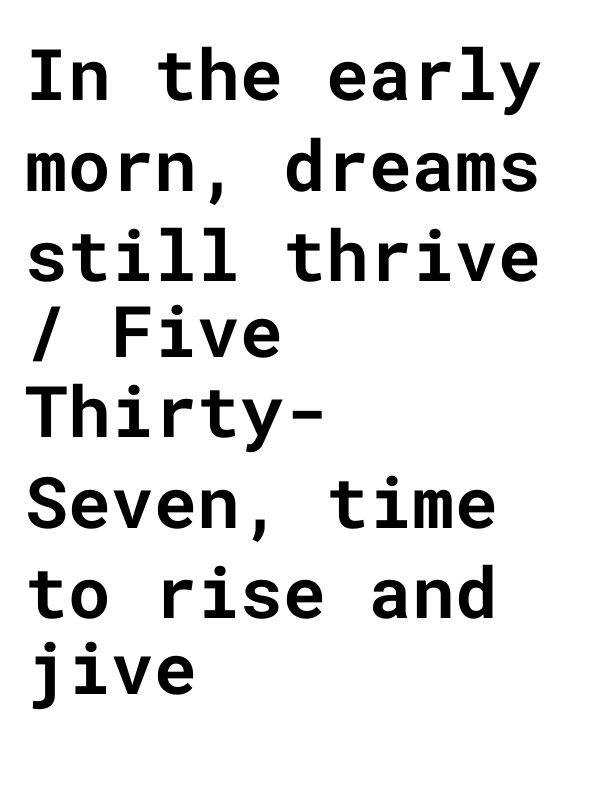 In the early
morn, dreams
still thrive
/ Five
Thirty-
Seven, time
to rise and
jive